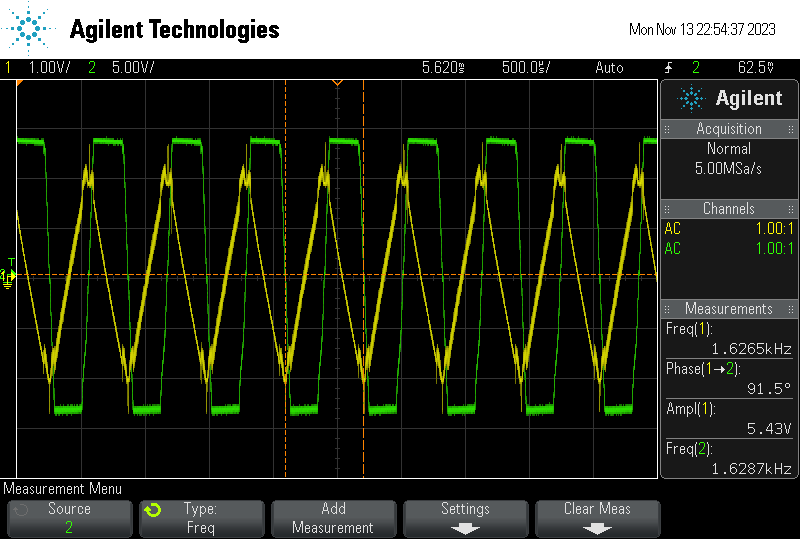 Agilent Technologies
Mon Nov 13 22:54:37 2023
1 1.00V/ 2 5.00V/ 5.620ms 500.0us/ Auto 2 62.5mV
Agilent
Acquisition
Normal
5.00MSa/s
Channels
AC 1.00:1
AC 1.00:1
Measurements
Freq(1):
1.6265kHz
Phase(1→2):
91.5°
Ampl(1):
5.43V
Freq(2):
1.6287kHz
Measurement Menu
Source
2
Type:
Freq
Add
Measurement
Settings
Clear Meas